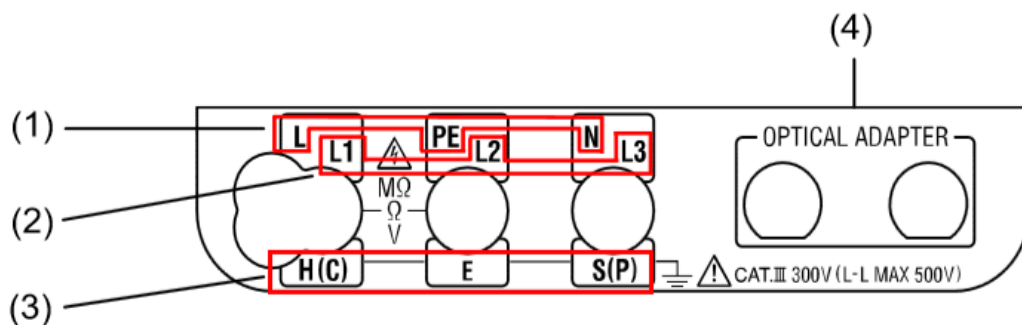 (4)
(1)
L PE N
OPTICAL ADAPTER
L1 L2 L3
(2)
MΩ
Ω
V
(3)
H(C) E S(P)
CAT.Ⅲ 300V (L-L MAX 500V)